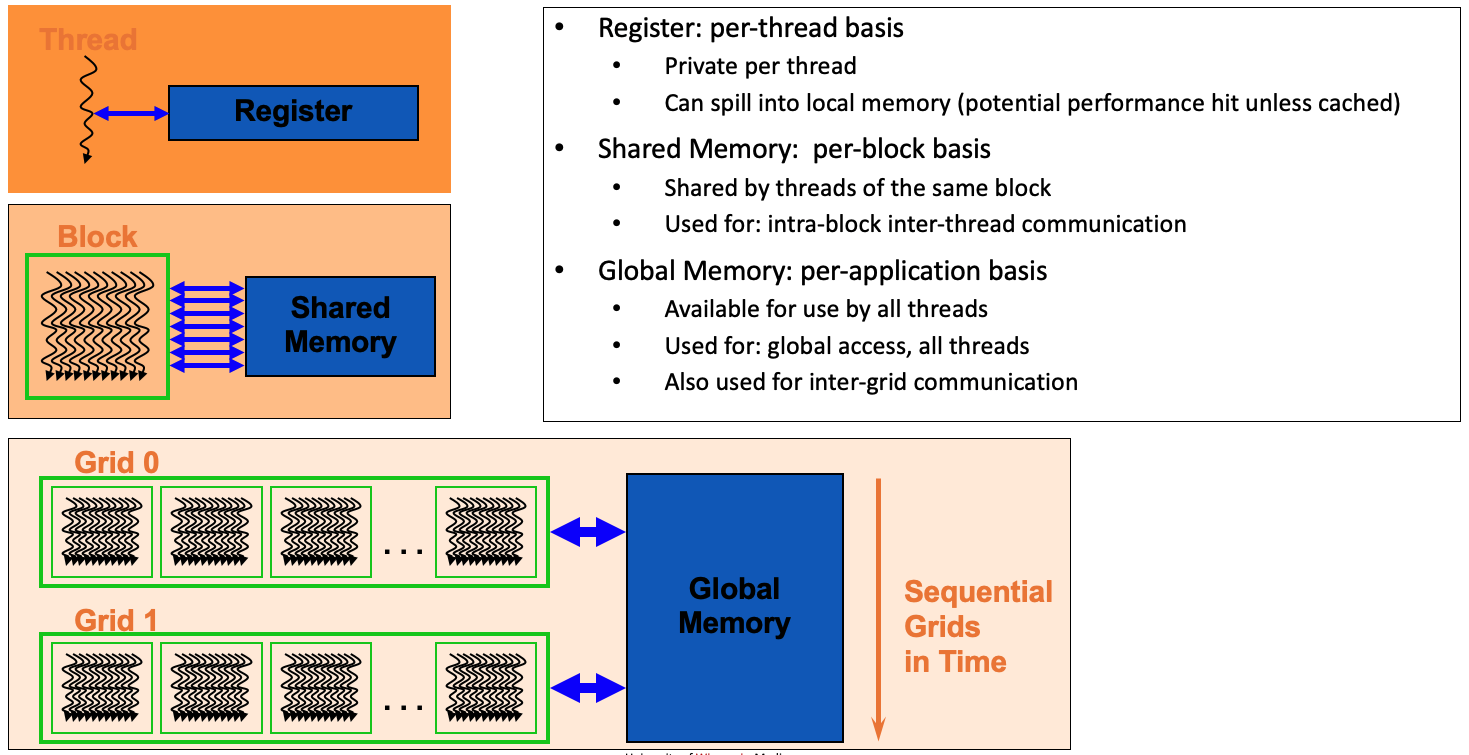 Thread
Register
Block
Shared
Memory
• Register: per-thread basis
• Private per thread
• Can spill into local memory (potential performance hit unless cached)
• Shared Memory:  per-block basis
• Shared by threads of the same block
• Used for: intra-block inter-thread communication
• Global Memory: per-application basis
• Available for use by all threads
• Used for: global access, all threads
• Also used for inter-grid communication
Grid 0
. . .
Grid 1
. . .
Global
Memory
Sequential
Grids
in Time